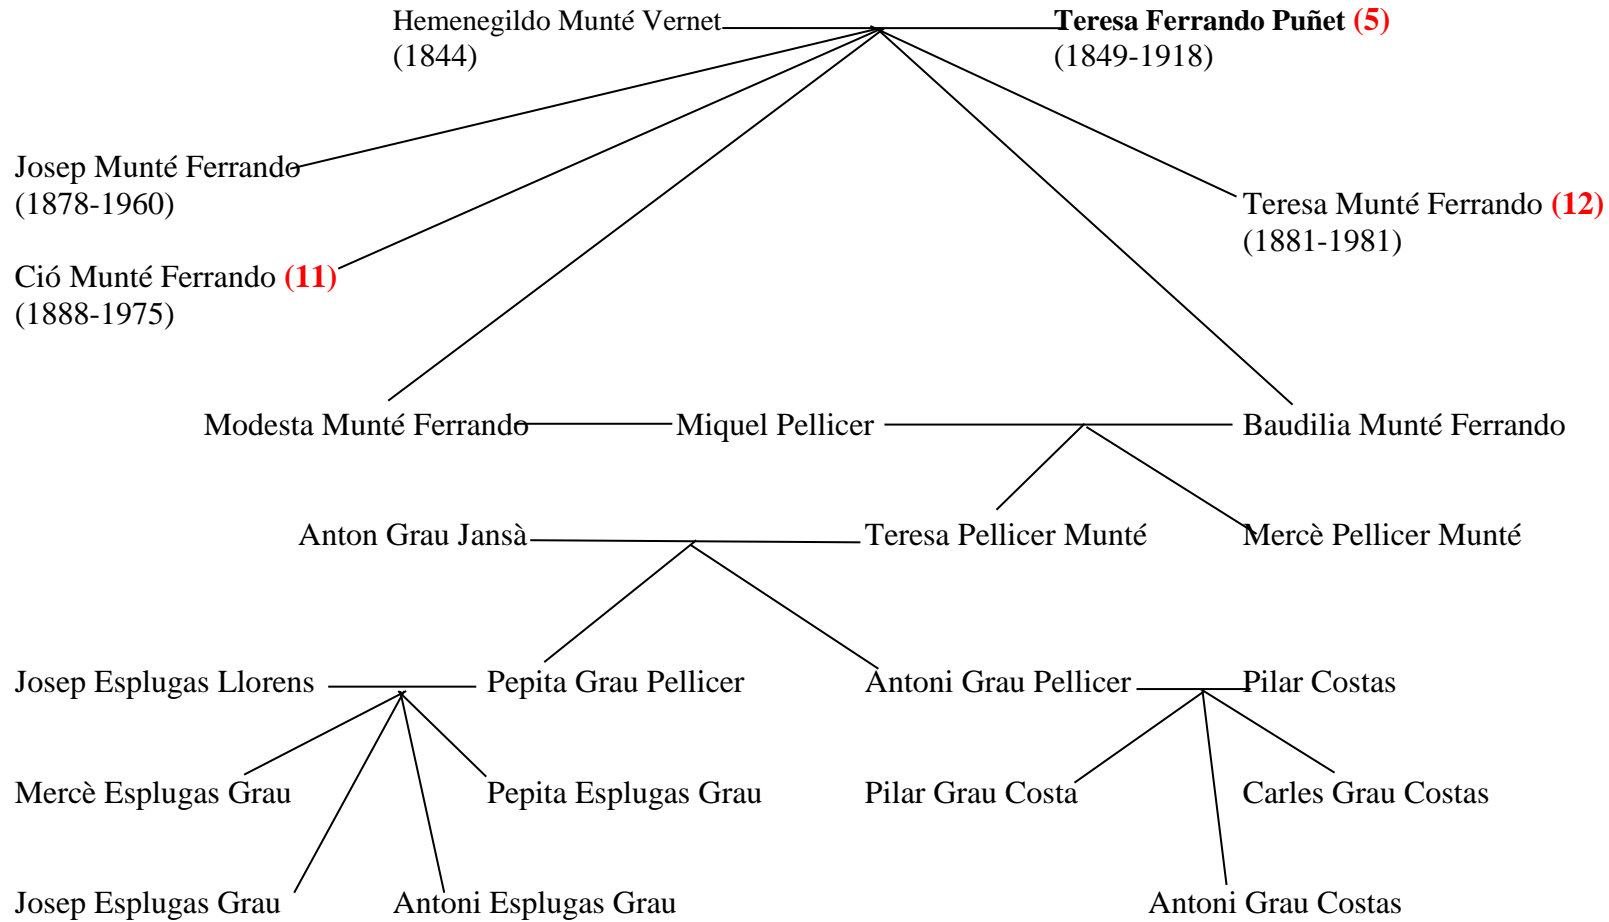 Hemenegildo Munté Vernet
(1844)
Teresa Ferrando Puñet (5)
(1849-1918)
Josep Munté Ferrando
(1878-1960)
Teresa Munté Ferrando (12)
(1881-1981)
Ció Munté Ferrando (11)
(1888-1975)
Modesta Munté Ferrando
Miquel Pellicer
Baudilia Munté Ferrando
Anton Grau Jansà
Teresa Pellicer Munté
Mercè Pellicer Munté
Josep Esplugas Llorens
Pepita Grau Pellicer
Antoni Grau Pellicer
Pilar Costas
Mercè Esplugas Grau
Pepita Esplugas Grau
Pilar Grau Costa
Carles Grau Costas
Josep Esplugas Grau
Antoni Esplugas Grau
Antoni Grau Costas